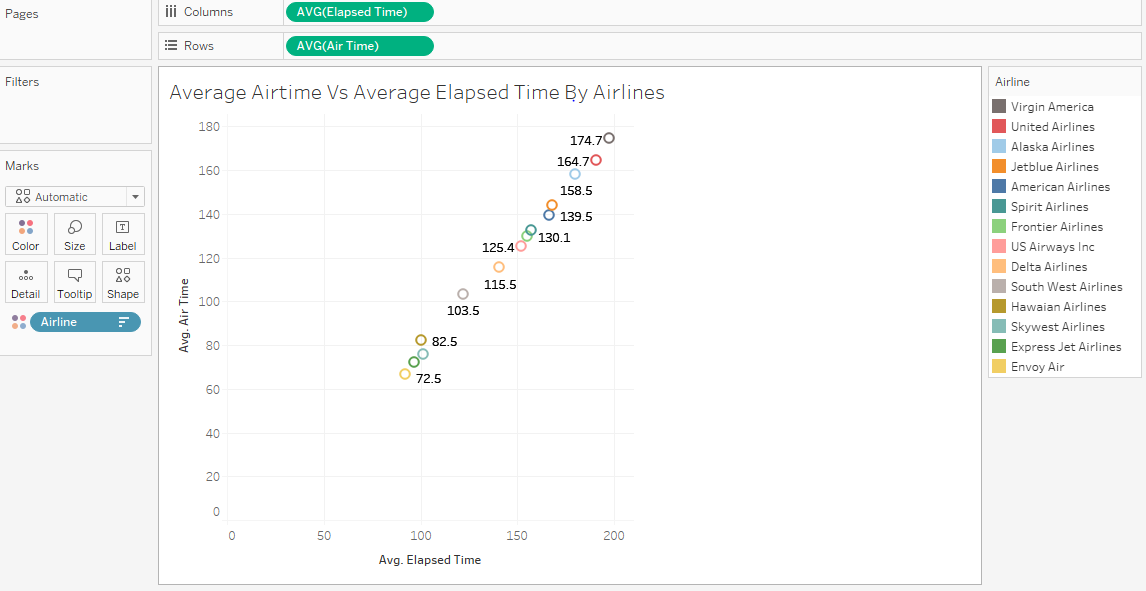 Pages
Columns
AVG(Elapsed Time)
Rows
AVG(Air Time)
Filters
Marks
Automatic
Color
Size
Label
Detail
Tooltip
Shape
Airline
Average Airtime Vs Average Elapsed Time By Airlines
180
160
140
120
100
80
60
40
20
0
Avg. Air Time
174.7
164.7
158.5
139.5
130.1
125.4
115.5
103.5
82.5
72.5
0
50
100
150
200
Avg. Elapsed Time
Airline
Virgin America
United Airlines
Alaska Airlines
Jetblue Airlines
American Airlines
Spirit Airlines
Frontier Airlines
US Airways Inc
Delta Airlines
South West Airlines
Hawaian Airlines
Skywest Airlines
Express Jet Airlines
Envoy Air